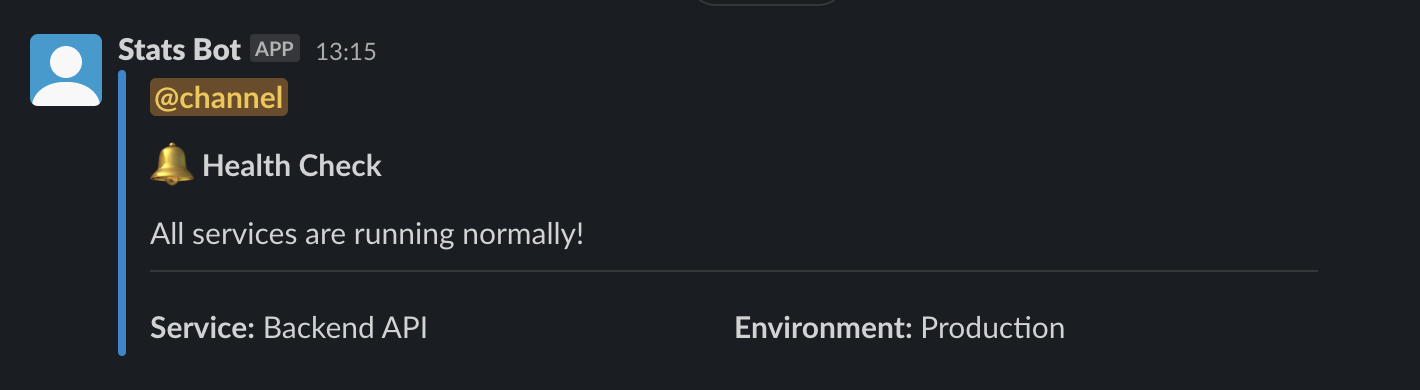 Stats Bot APP 13:15
@channel
🔔 Health Check
All services are running normally!
Service: Backend API Environment: Production